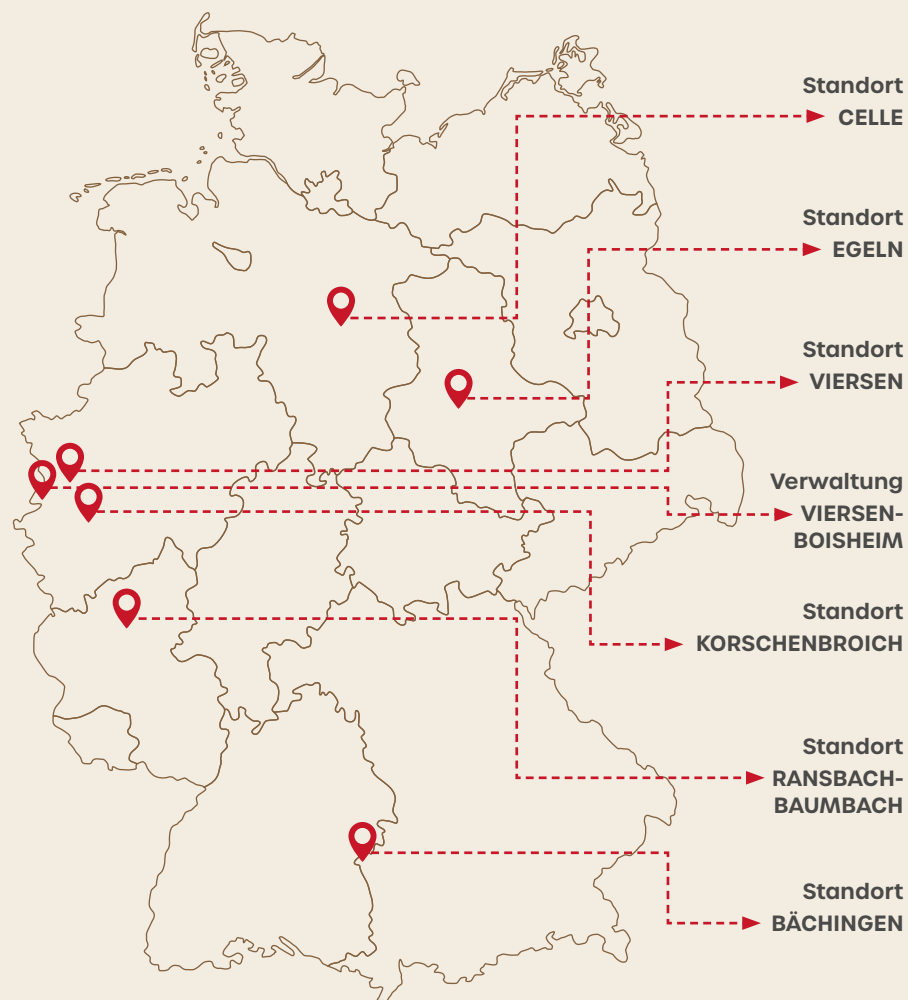 Standort
CELLE
Standort
EGELN
Standort
VIERSEN
Verwaltung
VIERSEN-
BOISHEIM
Standort
KORSCHENBROICH
Standort
RANSBACH-
BAUMBACH
Standort
BÄCHINGEN